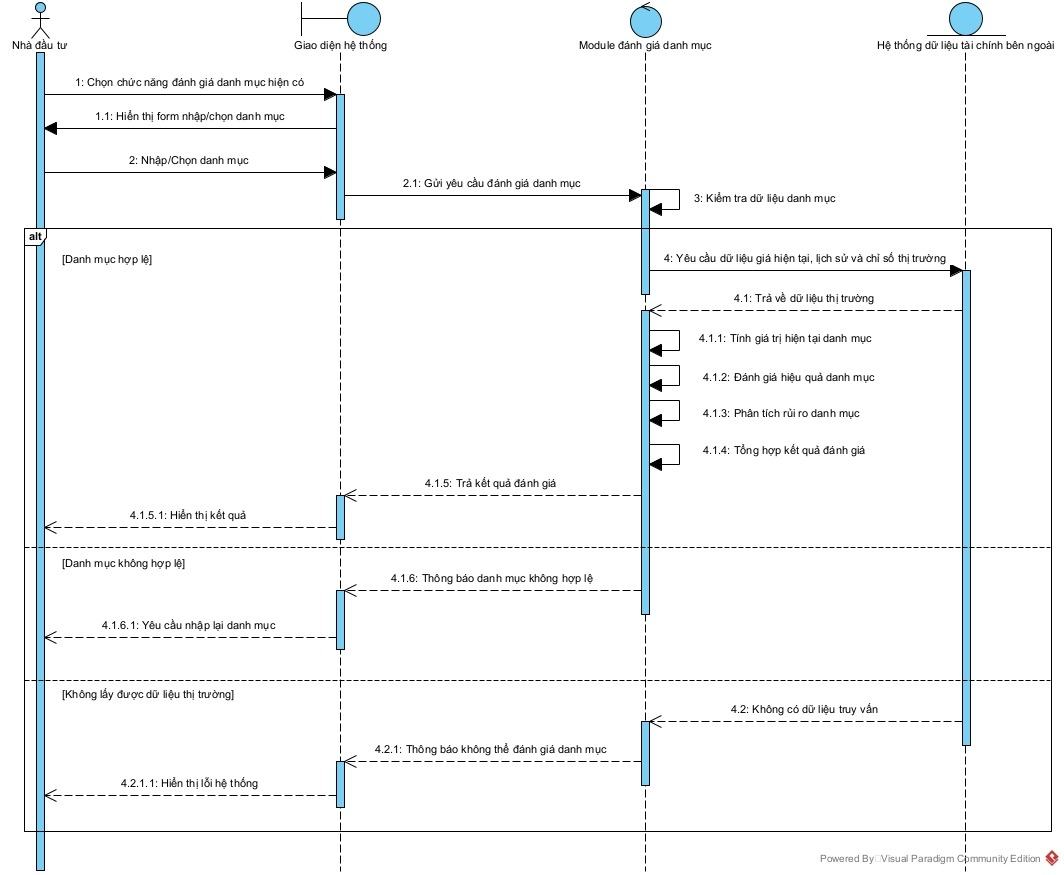 Nhà đầu tư
Giao diện hệ thống
Module đánh giá danh mục
Hệ thống dữ liệu tài chính bên ngoài
1: Chọn chức năng đánh giá danh mục hiện có
1.1: Hiển thị form nhập/chọn danh mục
2: Nhập/Chọn danh mục
2.1: Gửi yêu cầu đánh giá danh mục
3: Kiểm tra dữ liệu danh mục
alt
[Danh mục hợp lệ]
4: Yêu cầu dữ liệu giá hiện tại, lịch sử và chỉ số thị trường
4.1: Trả về dữ liệu thị trường
4.1.1: Tính giá trị hiện tại danh mục
4.1.2: Đánh giá hiệu quả danh mục
4.1.3: Phân tích rủi ro danh mục
4.1.4: Tổng hợp kết quả đánh giá
4.1.5: Trả kết quả đánh giá
4.1.5.1: Hiển thị kết quả
[Danh mục không hợp lệ]
4.1.6: Thông báo danh mục không hợp lệ
4.1.6.1: Yêu cầu nhập lại danh mục
[Không lấy được dữ liệu thị trường]
4.2: Không có dữ liệu truy vấn
4.2.1: Thông báo không thể đánh giá danh mục
4.2.1.1: Hiển thị lỗi hệ thống
Powered By Visual Paradigm Community Edition